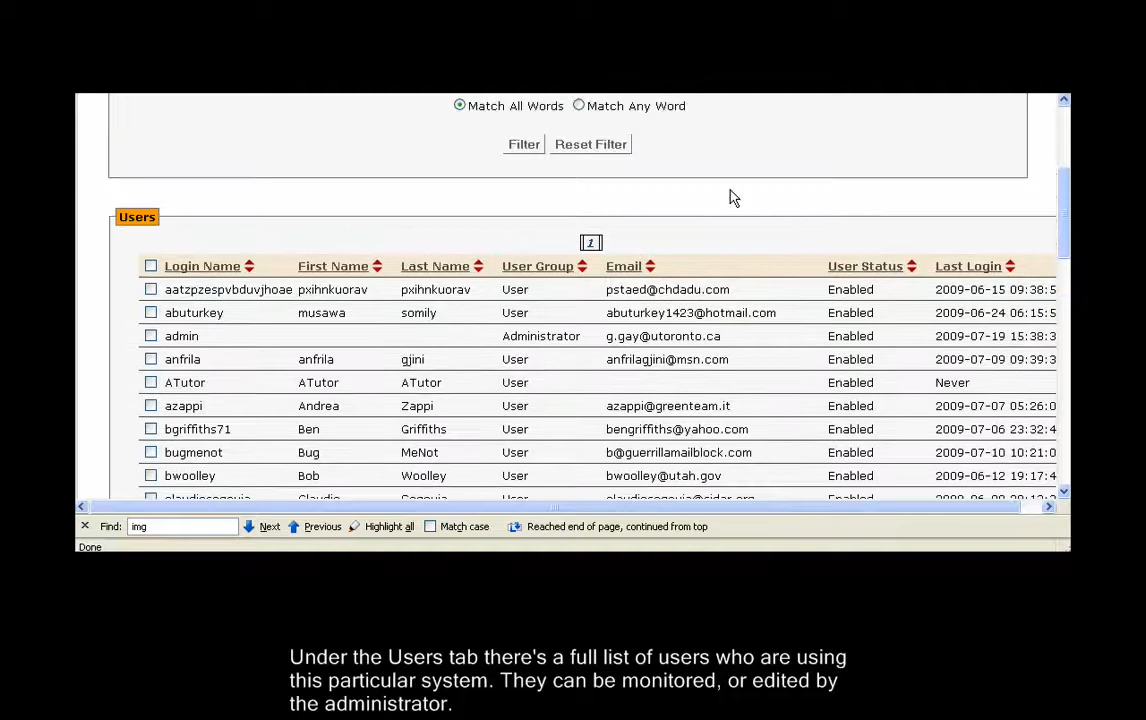 Match All Words Match Any Word
Filter Reset Filter
Users
1
Login Name First Name Last Name User Group Email User Status Last Login
aatzpzespvbduvjhoae pxihnkuorav pxihnkuorav User pstaed@chdadu.com Enabled 2009-06-15 09:38:5
abuturkey musawa somily User abuturkey1423@hotmail.com Enabled 2009-06-24 06:15:5
admin Administrator g.gay@utoronto.ca Enabled 2009-07-19 15:38:3
anfrila anfrila gjini User anfrilagjini@msn.com Enabled 2009-07-09 09:39:3
ATutor ATutor ATutor User Enabled Never
azappi Andrea Zappi User azappi@greenteam.it Enabled 2009-07-07 05:26:0
bgriffiths71 Ben Griffiths User bengriffiths@yahoo.com Enabled 2009-07-06 23:32:4
bugmenot Bug MeNot User b@guerrillamailblock.com Enabled 2009-07-10 10:21:0
bwoolley Bob Woolley User bwoolley@utah.gov Enabled 2009-06-12 19:17:4
Find: img Next Previous Highlight all Match case Reached end of page, continued from top
Done
Under the Users tab there's a full list of users who are using
this particular system. They can be monitored, or edited by
the administrator.